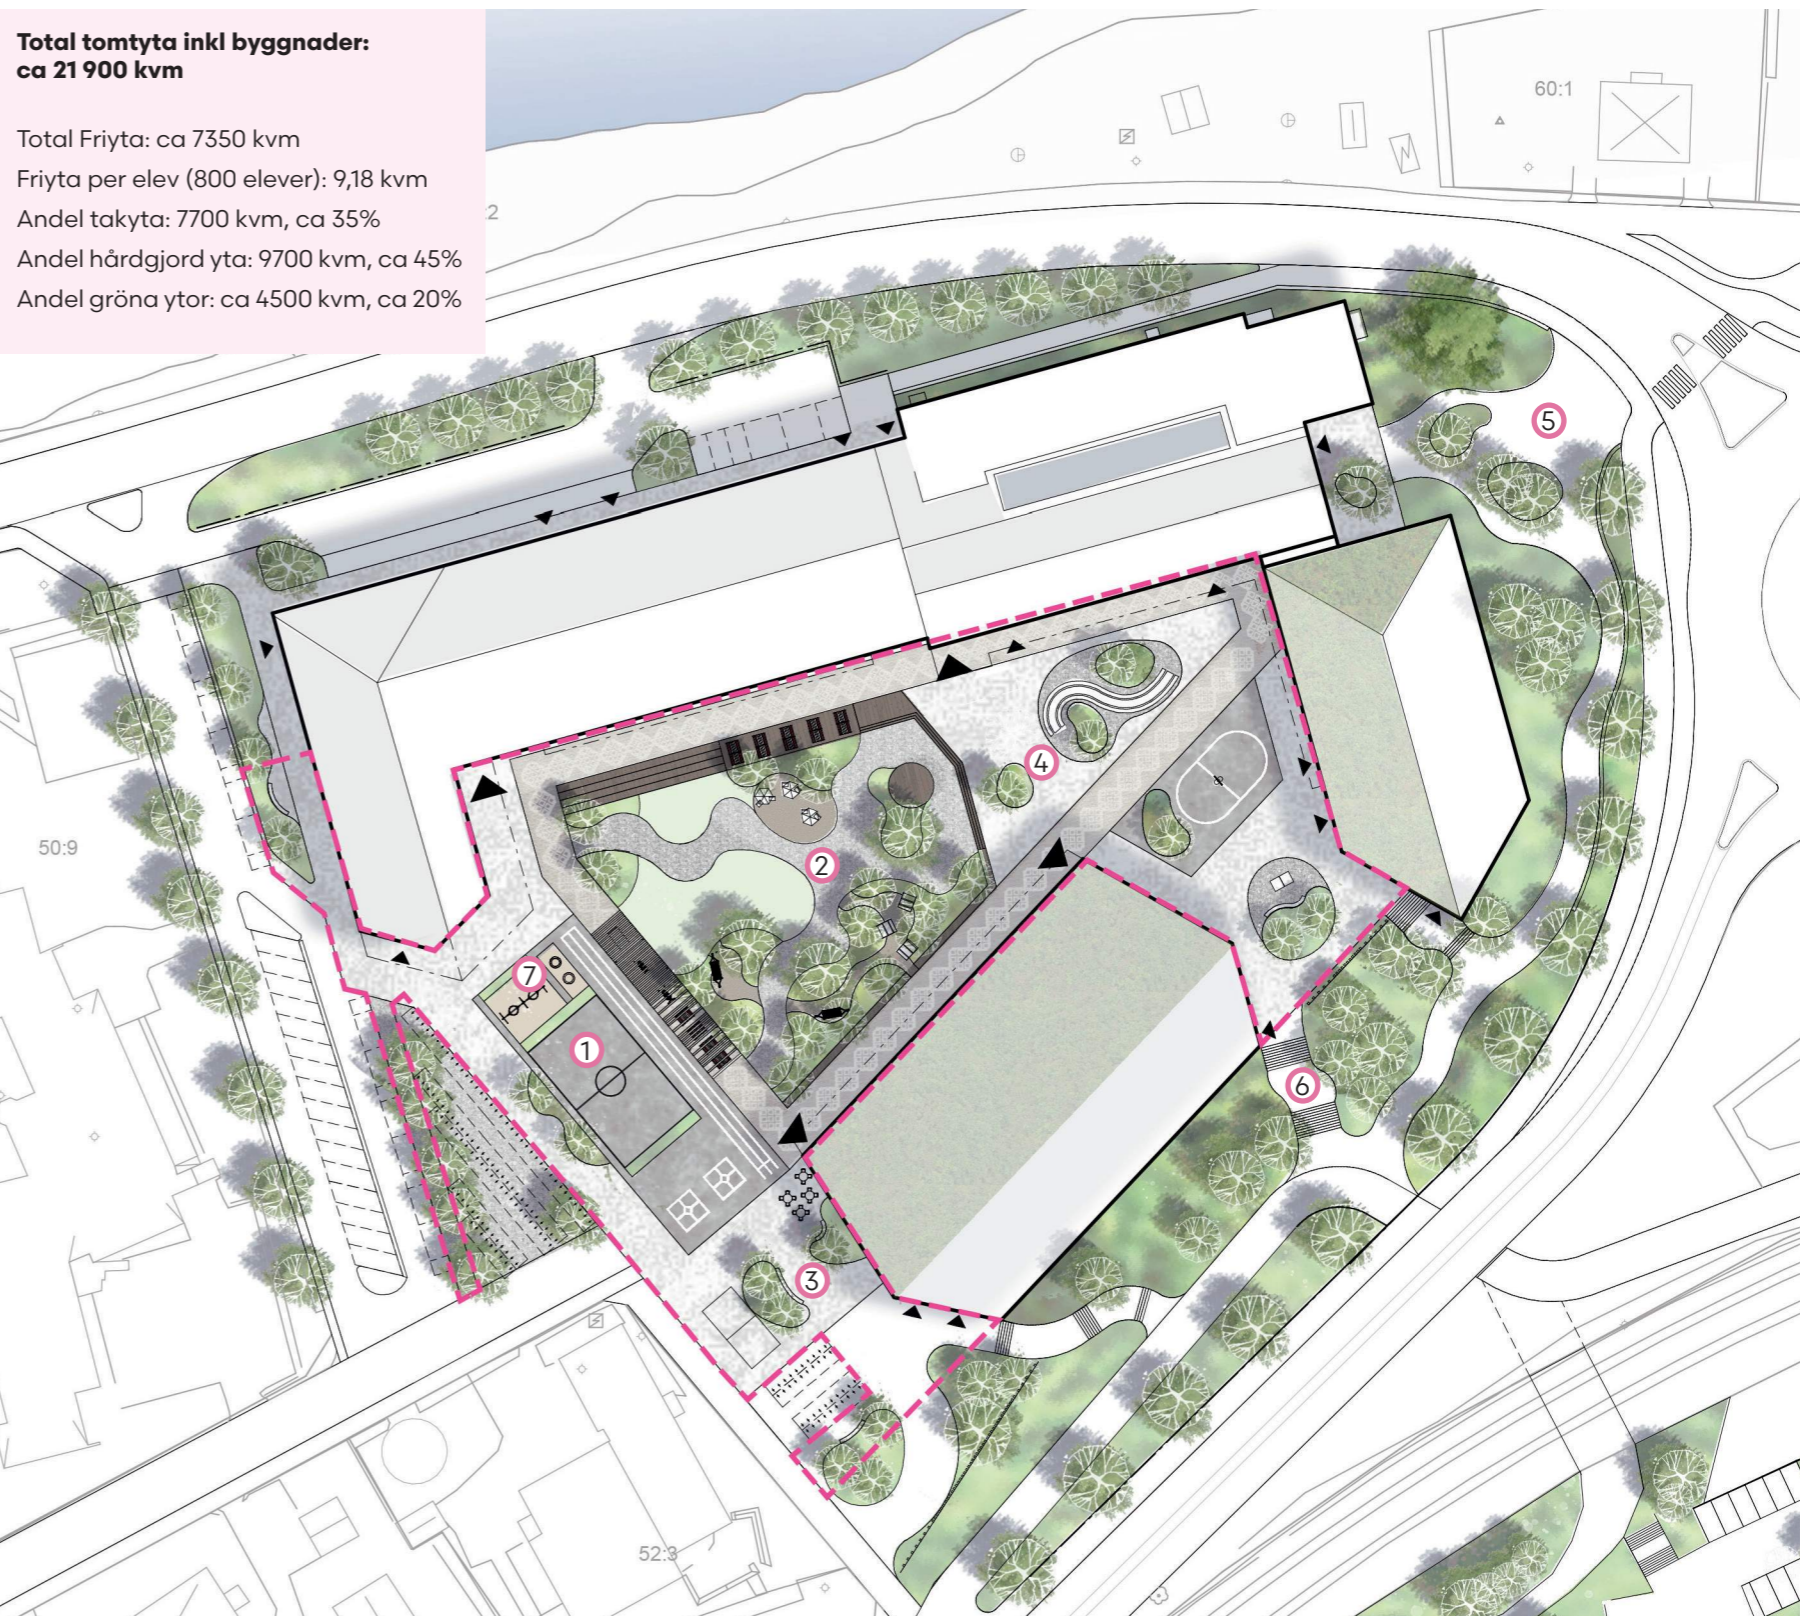 Total tomtyta inkl byggnader:
ca 21 900 kvm
Total Friyta: ca 7350 kvm
Friyta per elev (800 elever): 9,18 kvm
Andel takyta: 7700 kvm, ca 35%
Andel hårdgjord yta: 9700 kvm, ca 45%
Andel gröna ytor: ca 4500 kvm, ca 20%
60:1
:2
5
4
50:9
2
7
1
6
3
52:3